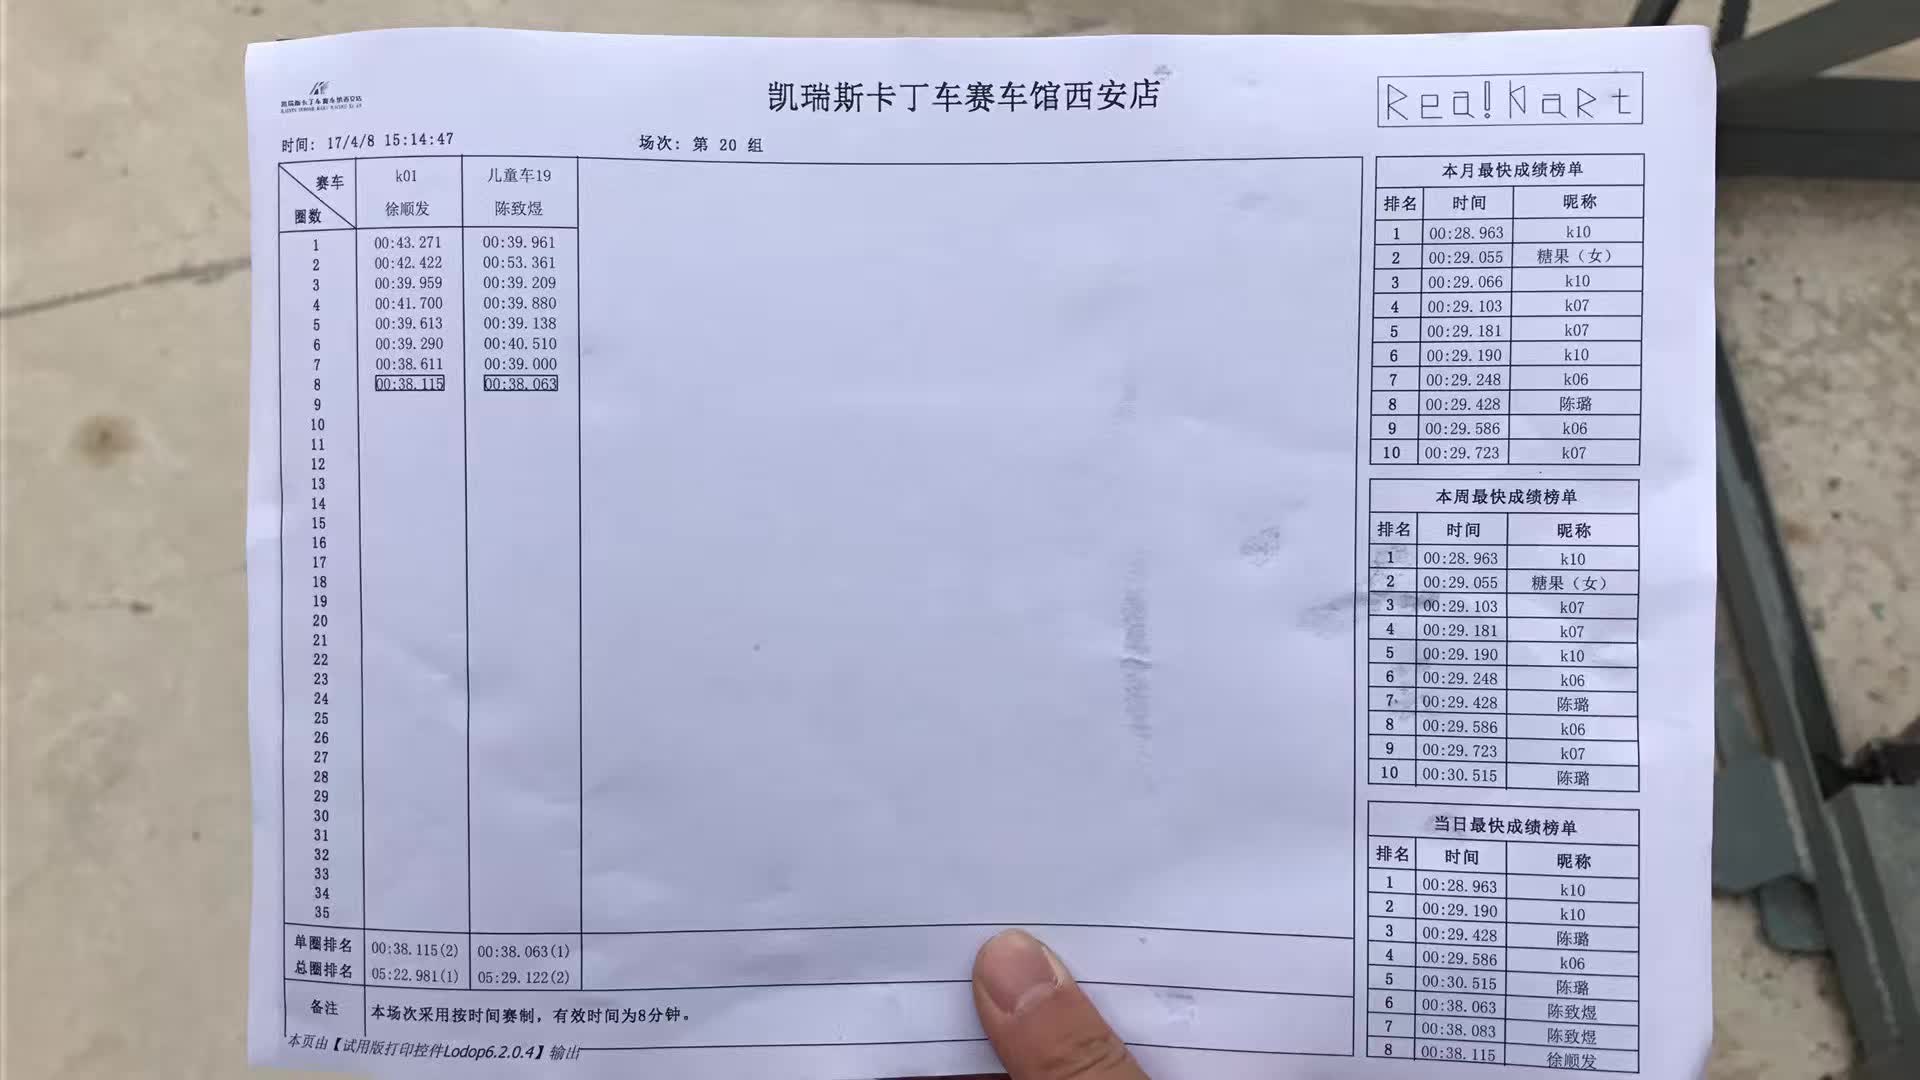 凯瑞斯卡丁车赛车馆西安店
凯瑞斯卡丁车赛车馆西安店
Rea!KaRt
时间: 17/4/8 15:14:47
场次: 第 20 组
赛车 k01 儿童车19
圈数 徐顺发 陈致煜
1 00:43.271 00:39.961
2 00:42.422 00:53.361
3 00:39.959 00:39.209
4 00:41.700 00:39.880
5 00:39.613 00:39.138
6 00:39.290 00:40.510
7 00:38.611 00:39.000
8 00:38.115 00:38.063
9
10
11
12
13
14
15
16
17
18
19
20
21
22
23
24
25
26
27
28
29
30
31
32
33
34
35
单圈排名 00:38.115(2) 00:38.063(1)
总圈排名 05:22.981(1) 05:29.122(2)
备注 本场次采用按时间赛制，有效时间为8分钟。
本页由【试用版打印控件Lodop6.2.0.4】输出
本月最快成绩榜单
排名 时间 昵称
1 00:28.963 k10
2 00:29.055 糖果（女）
3 00:29.066 k10
4 00:29.103 k07
5 00:29.181 k07
6 00:29.190 k10
7 00:29.248 k06
8 00:29.428 陈璐
9 00:29.586 k06
10 00:29.723 k07
本周最快成绩榜单
排名 时间 昵称
1 00:28.963 k10
2 00:29.055 糖果（女）
3 00:29.103 k07
4 00:29.181 k07
5 00:29.190 k10
6 00:29.248 k06
7 00:29.428 陈璐
8 00:29.586 k06
9 00:29.723 k07
10 00:30.515 陈璐
当日最快成绩榜单
排名 时间 昵称
1 00:28.963 k10
2 00:29.190 k10
3 00:29.428 陈璐
4 00:29.586 k06
5 00:30.515 陈璐
6 00:38.063 陈致煜
7 00:38.083 陈致煜
8 00:38.115 徐顺发